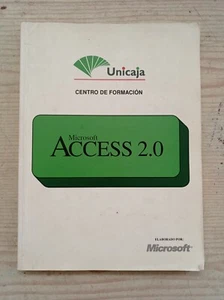 Unicaja
CENTRO DE FORMACIÓN
Microsoft
ACCESS 2.0
ELABORADO POR:
Microsoft